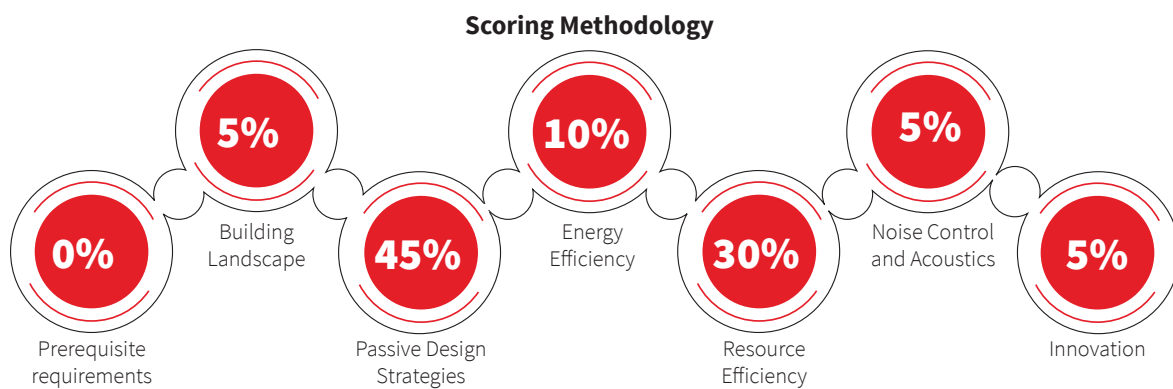 Scoring Methodology
0%
Prerequisite
requirements
5%
Building
Landscape
45%
Passive Design
Strategies
10%
Energy
Efficiency
30%
Resource
Efficiency
5%
Noise Control
and Acoustics
5%
Innovation